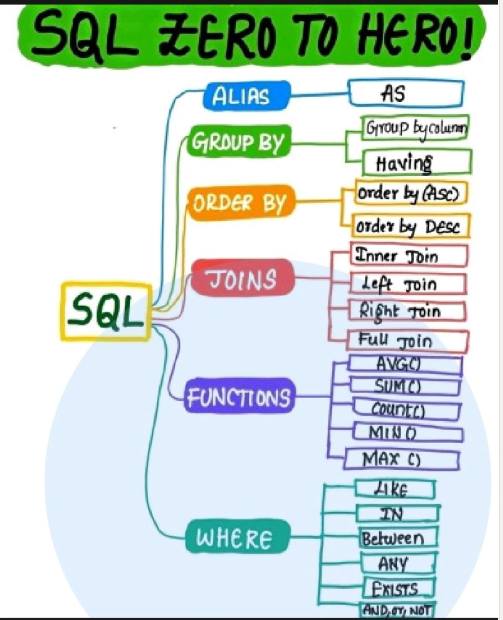 SQL ZERO TO HERO!
SQL
ALIAS
AS
GROUP BY
Group by column
Having
ORDER BY
order by (Asc)
order by DESC
JOINS
Inner Join
Left Join
Right Join
Full Join
FUNCTIONS
AVG()
SUM()
Count()
MIN()
MAX ()
WHERE
LIKE
IN
Between
ANY
EXISTS
AND, or, NOT